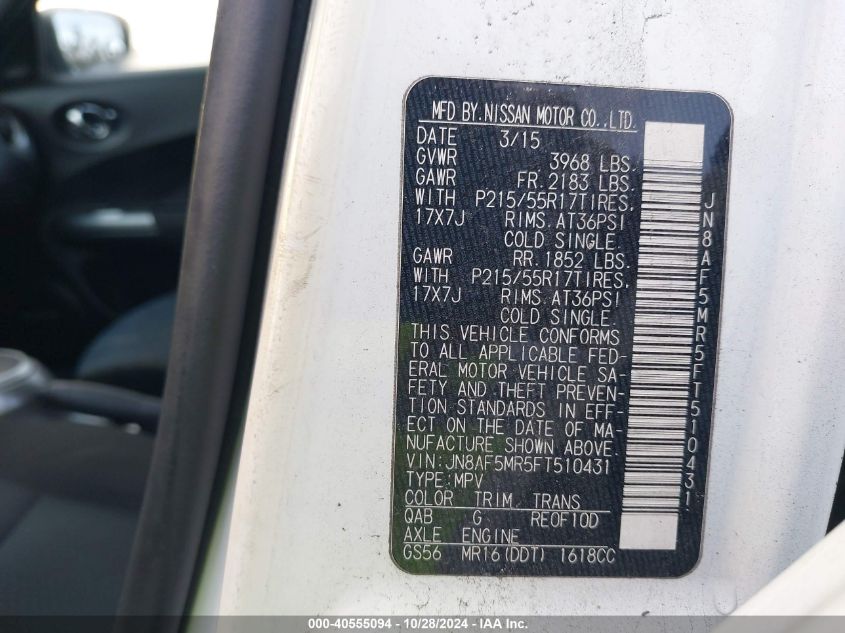 MFD BY.NISSAN MOTOR CO.,LTD.
DATE 3/15
GVWR 3968 LBS.
GAWR FR.2183 LBS.
WITH P215/55R17TIRES,
17X7J RIMS.AT36PSI
COLD SINGLE.
GAWR RR.1852 LBS.
WITH P215/55R17TIRES,
17X7J RIMS.AT36PSI
COLD SINGLE.
THIS VEHICLE CONFORMS
TO ALL APPLICABLE FED-
ERAL MOTOR VEHICLE SA-
FETY AND THEFT PREVEN-
TION STANDARDS IN EFF-
ECT ON THE DATE OF MA-
NUFACTURE SHOWN ABOVE.
VIN:JN8AF5MR5FT510431
TYPE:MPV
COLOR TRIM. TRANS
QAB G REOF10D
AXLE ENGINE
GS56 MR16(DDT) 1618CC
JN8AF5MR5FT510431
000-40555094 - 10/28/2024 - IAA Inc.